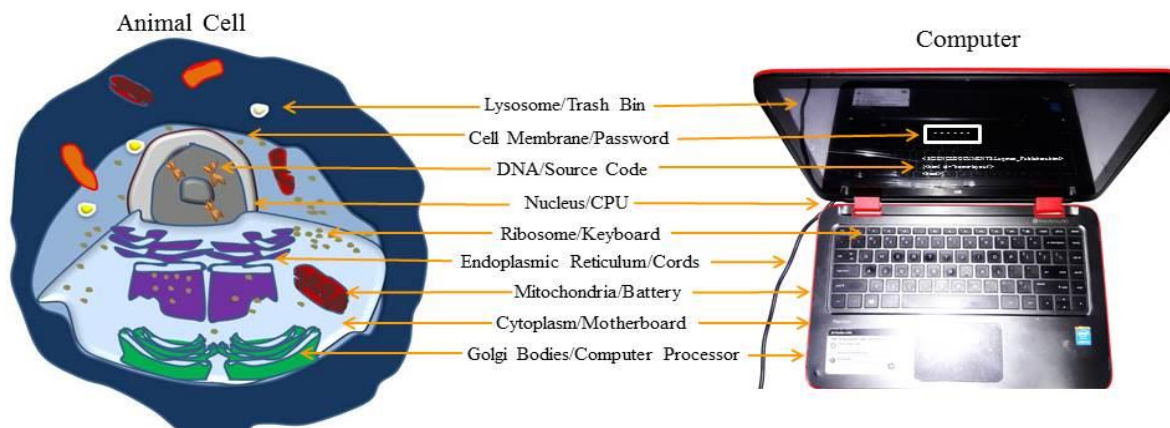 Animal Cell
Computer
Lysosome/Trash Bin
Cell Membrane/Password
DNA/Source Code
Nucleus/CPU
Ribosome/Keyboard
Endoplasmic Reticulum/Cords
Mitochondria/Battery
Cytoplasm/Motherboard
Golgi Bodies/Computer Processor